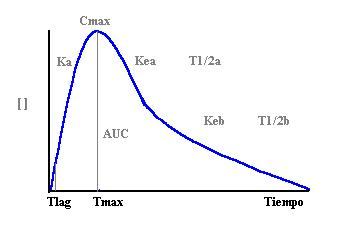 Cmax
Ka Kea T1/2a
[ ]
Keb T1/2b
AUC
Tlag Tmax Tiempo